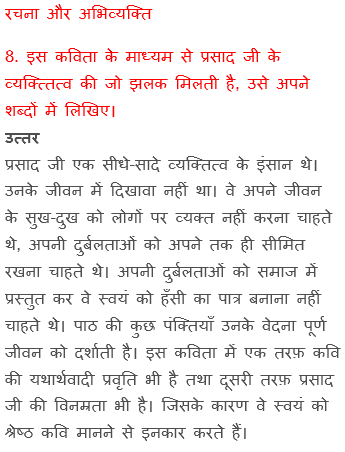 रचना और अभिव्यक्ति
8. इस कविता के माध्यम से प्रसाद जी के
व्यक्तित्व की जो झलक मिलती है, उसे अपने
शब्दों में लिखिए।
उत्तर
प्रसाद जी एक सीधे-सादे व्यक्तित्व के इंसान थे।
उनके जीवन में दिखावा नहीं था। वे अपने जीवन
के सुख-दुख को लोगों पर व्यक्त नहीं करना चाहते
थे, अपनी दुर्बलताओं को अपने तक ही सीमित
रखना चाहते थे। अपनी दुर्बलताओं को समाज में
प्रस्तुत कर वे स्वयं को हँसी का पात्र बनाना नहीं
चाहते थे। पाठ की कुछ पंक्तियाँ उनके वेदना पूर्ण
जीवन को दर्शाती है। इस कविता में एक तरफ़ कवि
की यथार्थवादी प्रवृति भी है तथा दूसरी तरफ़ प्रसाद
जी की विनम्रता भी है। जिसके कारण वे स्वयं को
श्रेष्ठ कवि मानने से इनकार करते हैं।